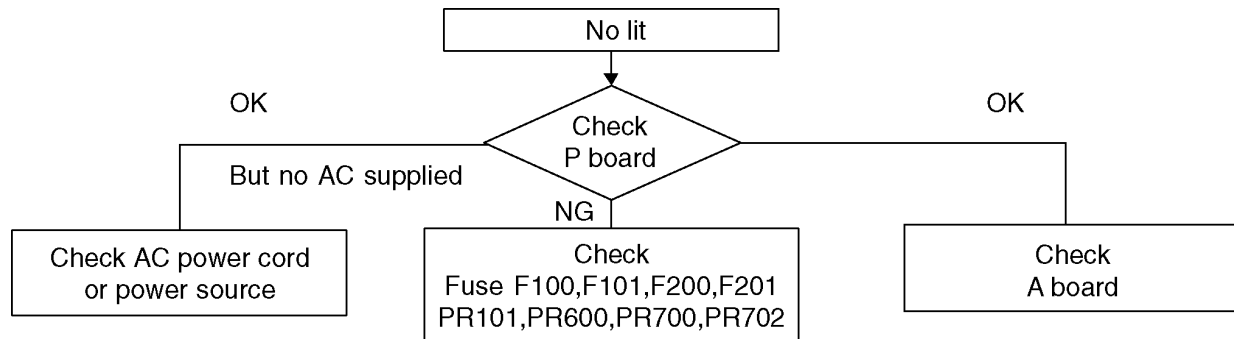 No lit
OK
OK
Check
P board
But no AC supplied
NG
Check AC power cord
or power source
Check
Fuse F100,F101,F200,F201
PR101,PR600,PR700,PR702
Check
A board